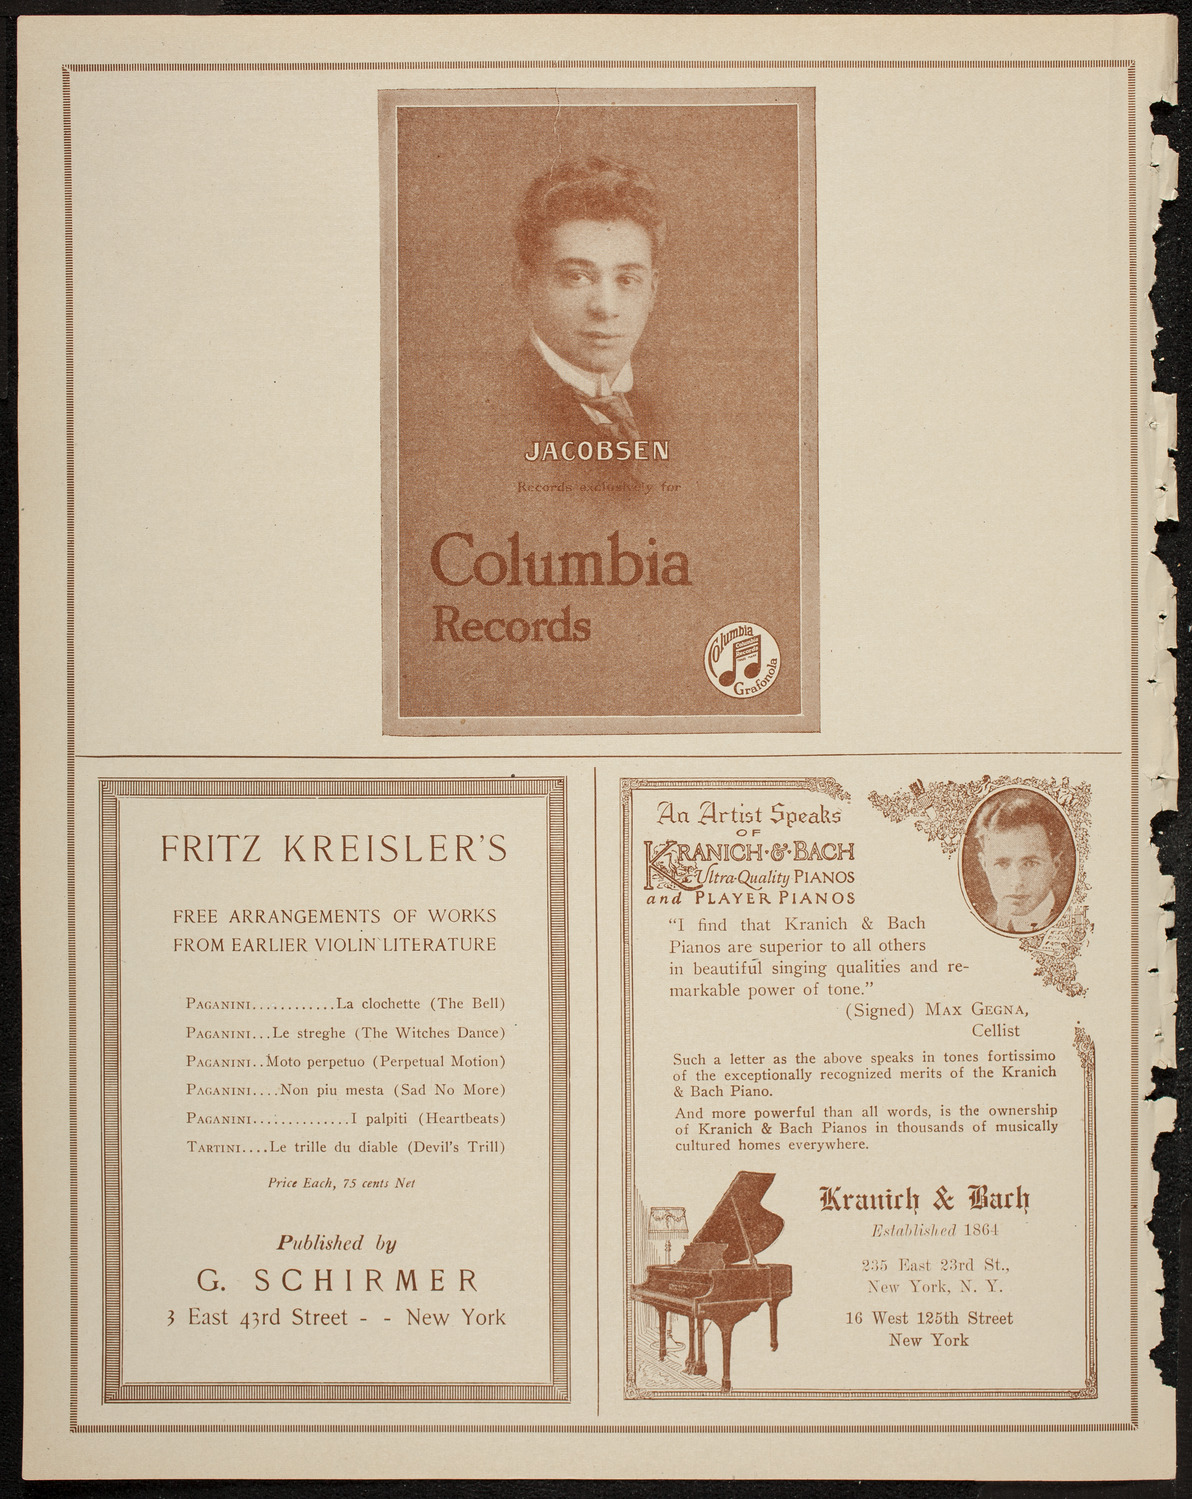 JACOBSEN
Records exclusively for
Columbia
Records
Columbia
Columbia
Records
Grafonola
FRITZ KREISLER'S
FREE ARRANGEMENTS OF WORKS
FROM EARLIER VIOLIN LITERATURE
PAGANINI............La clochette (The Bell)
PAGANINI...Le streghe (The Witches Dance)
PAGANINI..Moto perpetuo (Perpetual Motion)
PAGANINI....Non piu mesta (Sad No More)
PAGANINI...............I palpiti (Heartbeats)
TARTINI....Le trille du diable (Devil's Trill)
Price Each, 75 cents Net
Published by
G. SCHIRMER
3 East 43rd Street - - New York
An Artist Speaks
OF
KRANICH·&·BACH
Ultra-Quality PIANOS
and PLAYER PIANOS
"I find that Kranich & Bach
Pianos are superior to all others
in beautiful singing qualities and re-
markable power of tone."
(Signed) MAX GEGNA,
Cellist
Such a letter as the above speaks in tones fortissimo
of the exceptionally recognized merits of the Kranich
& Bach Piano.
And more powerful than all words, is the ownership
of Kranich & Bach Pianos in thousands of musically
cultured homes everywhere.
Kranich & Bach
Established 1864
235 East 23rd St.,
New York, N. Y.
16 West 125th Street
New York